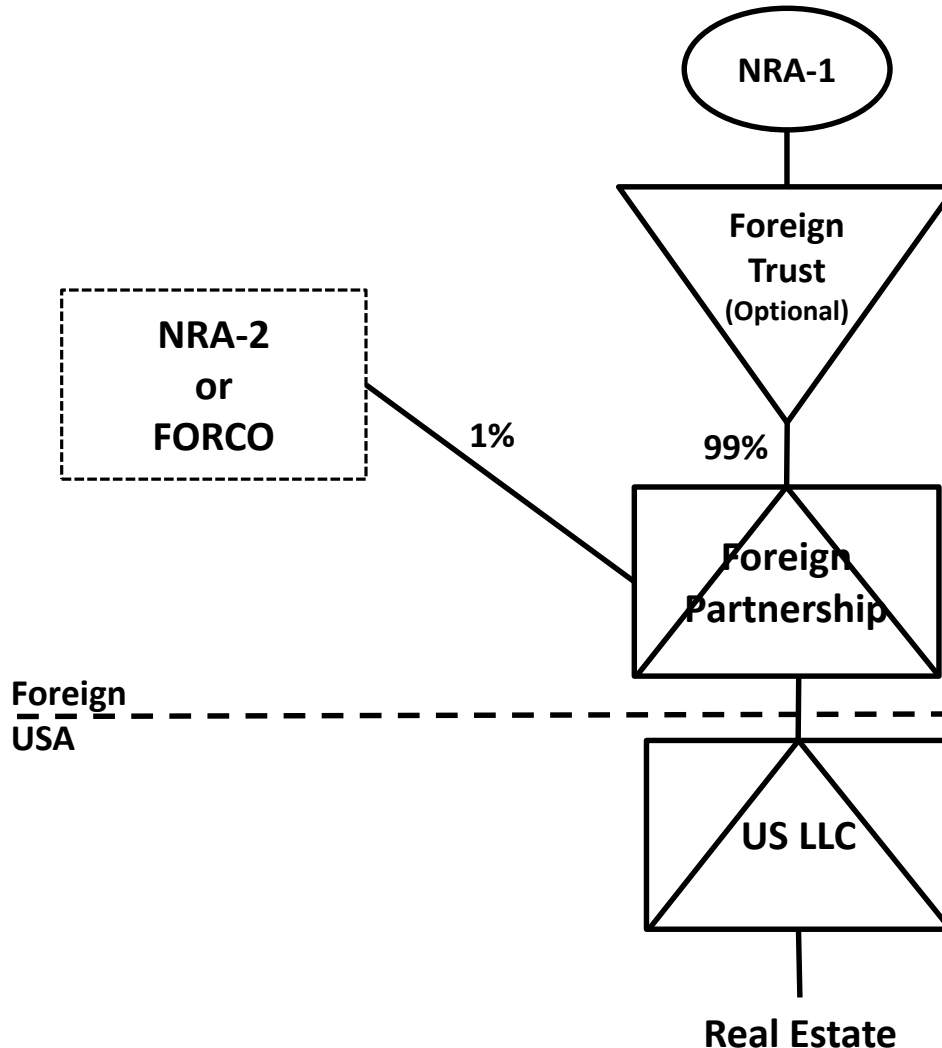 NRA-1
Foreign
Trust
(Optional)
NRA-2
or
FORCO
1%
99%
Foreign
Partnership
Foreign
USA
US LLC
Real Estate